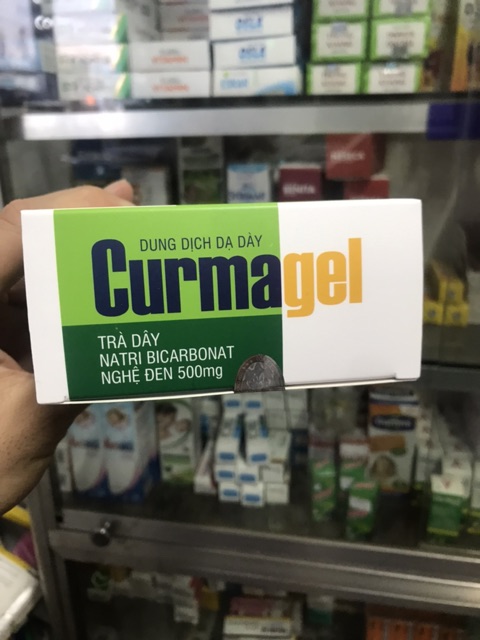 DUNG DỊCH DẠ DÀY
Curmagel
TRÀ DÂY
NATRI BICARBONAT
NGHỆ ĐEN 500mg